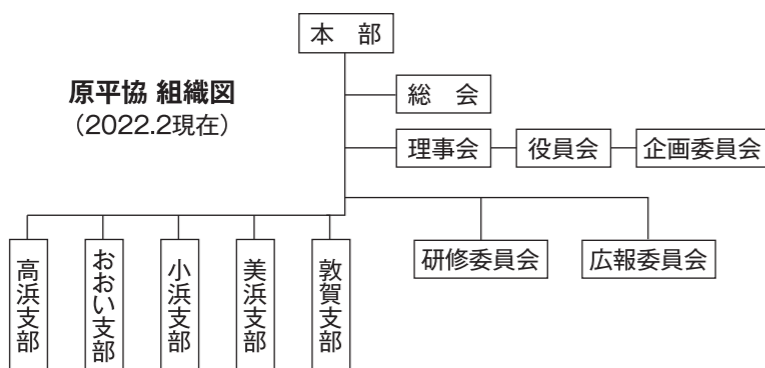 本 部
原平協 組織図
（2022.2現在）
総 会
理事会
役員会
企画委員会
研修委員会
広報委員会
高浜支部
おおい支部
小浜支部
美浜支部
敦賀支部